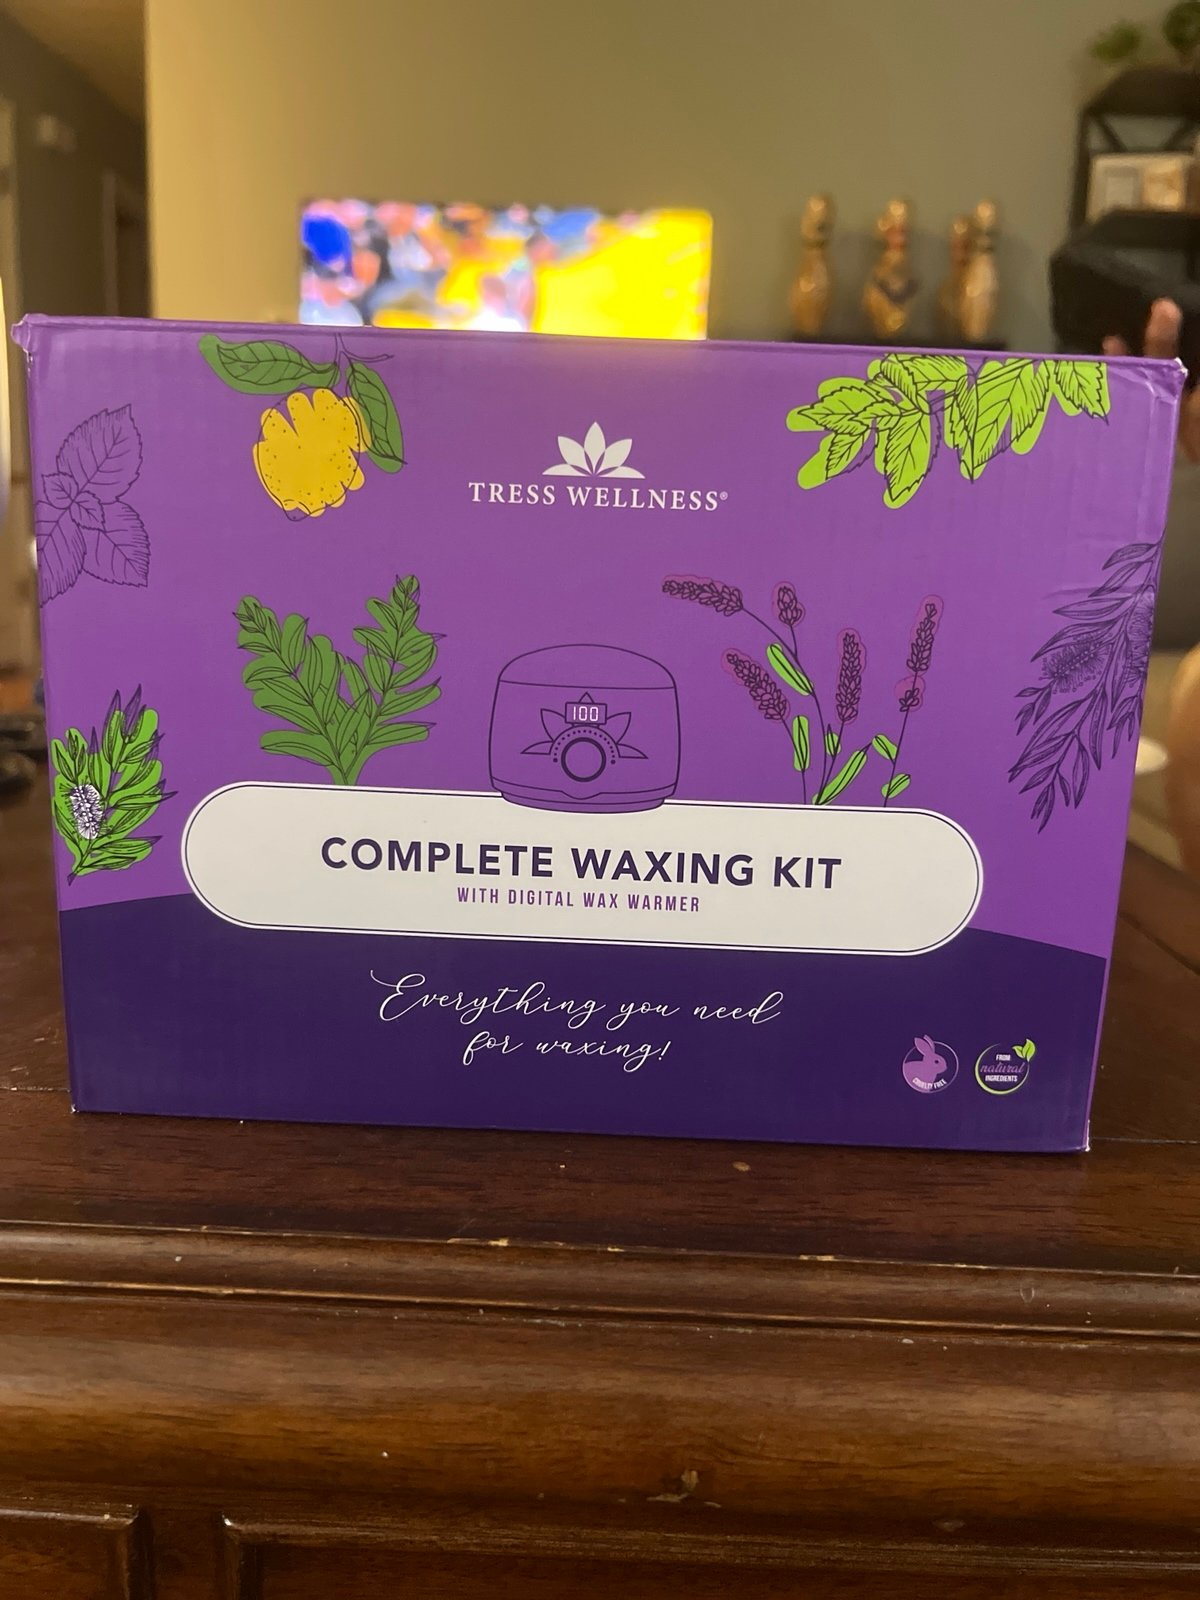 TRESS WELLNESS®
100
COMPLETE WAXING KIT
WITH DIGITAL WAX WARMER
Everything you need
for waxing!
CRUELTY FREE
FROM
natural
INGREDIENTS